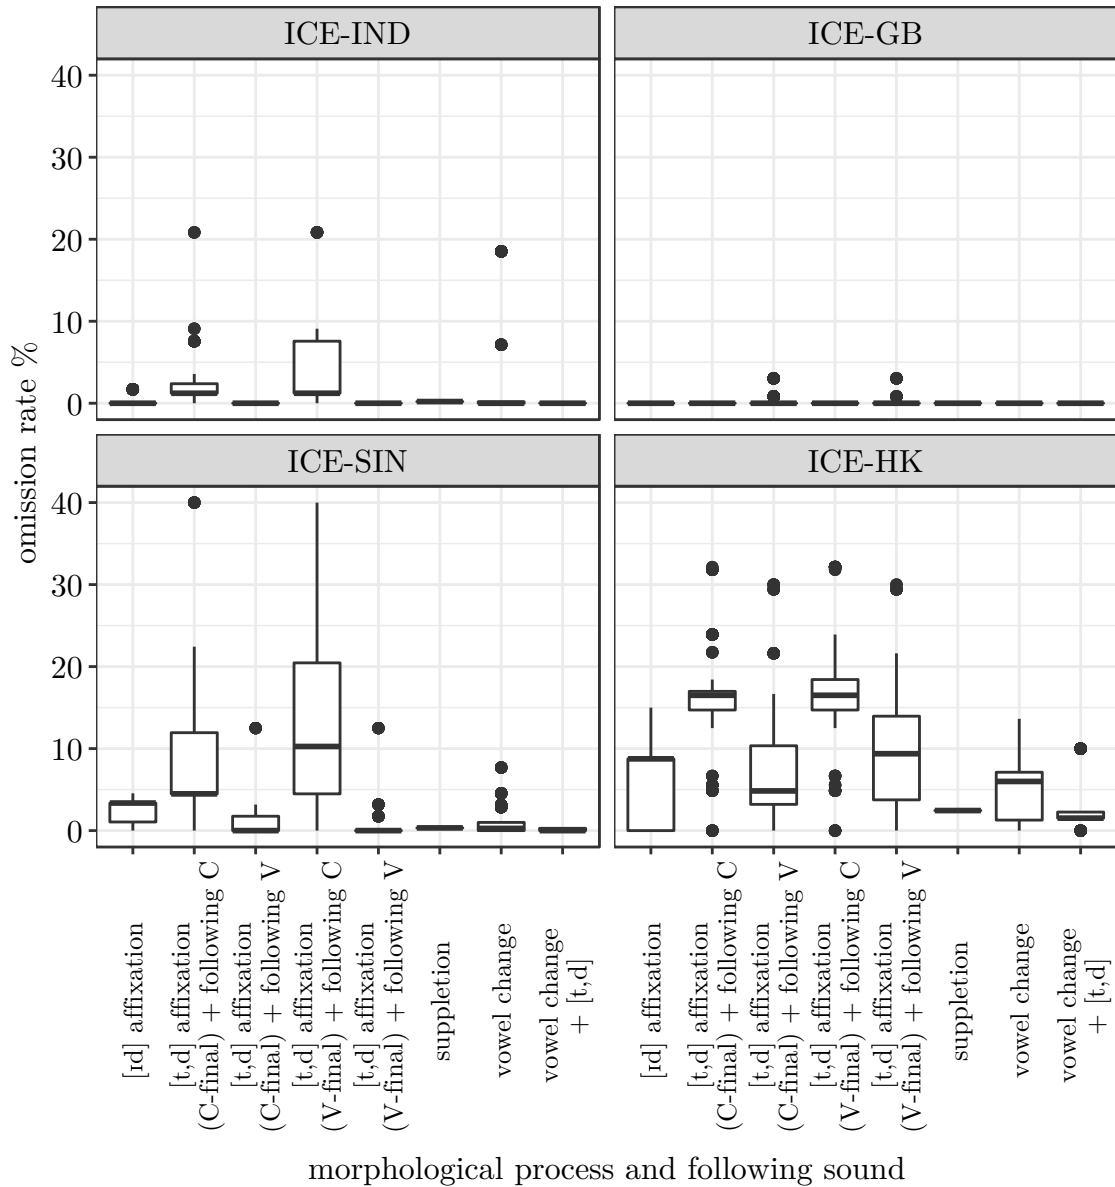 ICE-IND
ICE-GB
40
30
20
10
0
ICE-SIN
ICE-HK
40
30
20
10
0
omission rate %
[ɪd] affixation
[t,d] affixation
(C-final) + following C
[t,d] affixation
(C-final) + following V
[t,d] affixation
(V-final) + following C
[t,d] affixation
(V-final) + following V
suppletion
vowel change
vowel change
+ [t,d]
[ɪd] affixation
[t,d] affixation
(C-final) + following C
[t,d] affixation
(C-final) + following V
[t,d] affixation
(V-final) + following C
[t,d] affixation
(V-final) + following V
suppletion
vowel change
vowel change
+ [t,d]
morphological process and following sound